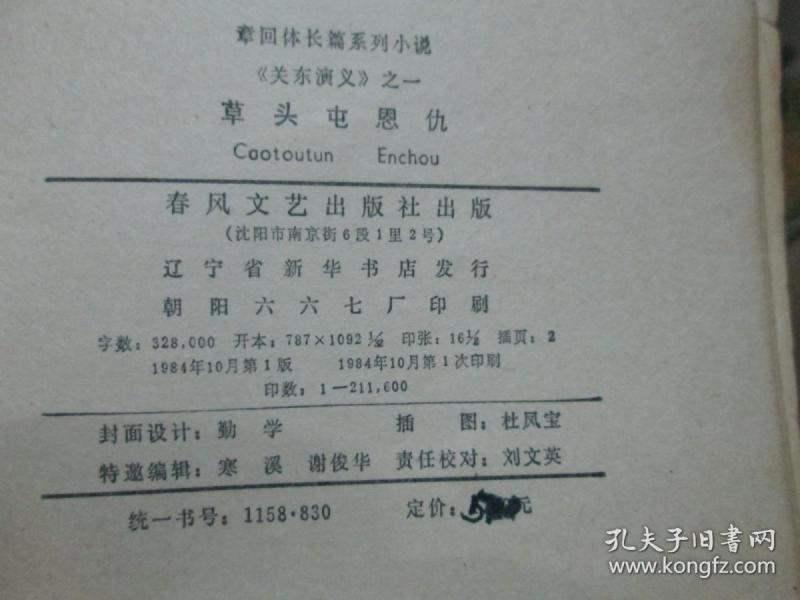 章回体长篇系列小说
《关东演义》之一
草头屯恩仇
Caotoutun Enchou
春风文艺出版社出版
(沈阳市南京街6段1里2号)
辽宁省新华书店发行
朝阳六六七厂印刷
字数：328,000 开本：787×1092 1/32 印张：16½ 插页：2
1984年10月第1版 1984年10月第1次印刷
印数：1—211,600
封面设计：勤学 插图：杜凤宝
特邀编辑：寒溪 谢俊华 责任校对：刘文英
统一书号：1158·830 定价：元
孔夫子旧书网
www.kongfz.com